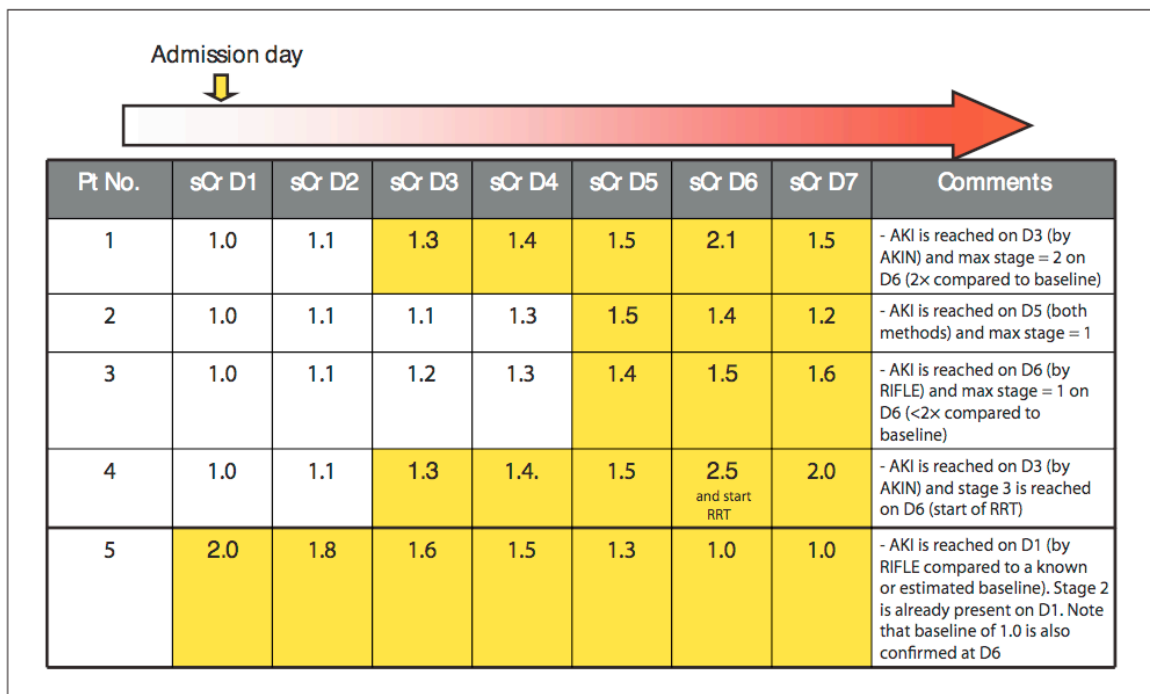 Admission day
Pt No. sCr D1 sCr D2 sCr D3 sCr D4 sCr D5 sCr D6 sCr D7 Comments
1 1.0 1.1 1.3 1.4 1.5 2.1 1.5
- AKI is reached on D3 (by
AKIN) and max stage = 2 on
D6 (2× compared to baseline)
2 1.0 1.1 1.1 1.3 1.5 1.4 1.2
- AKI is reached on D5 (both
methods) and max stage = 1
3 1.0 1.1 1.2 1.3 1.4 1.5 1.6
- AKI is reached on D6 (by
RIFLE) and max stage = 1 on
D6 (<2× compared to
baseline)
4 1.0 1.1 1.3 1.4. 1.5 2.5 2.0
and start
RRT
- AKI is reached on D3 (by
AKIN) and stage 3 is reached
on D6 (start of RRT)
5 2.0 1.8 1.6 1.5 1.3 1.0 1.0
- AKI is reached on D1 (by
RIFLE compared to a known
or estimated baseline). Stage 2
is already present on D1. Note
that baseline of 1.0 is also
confirmed at D6